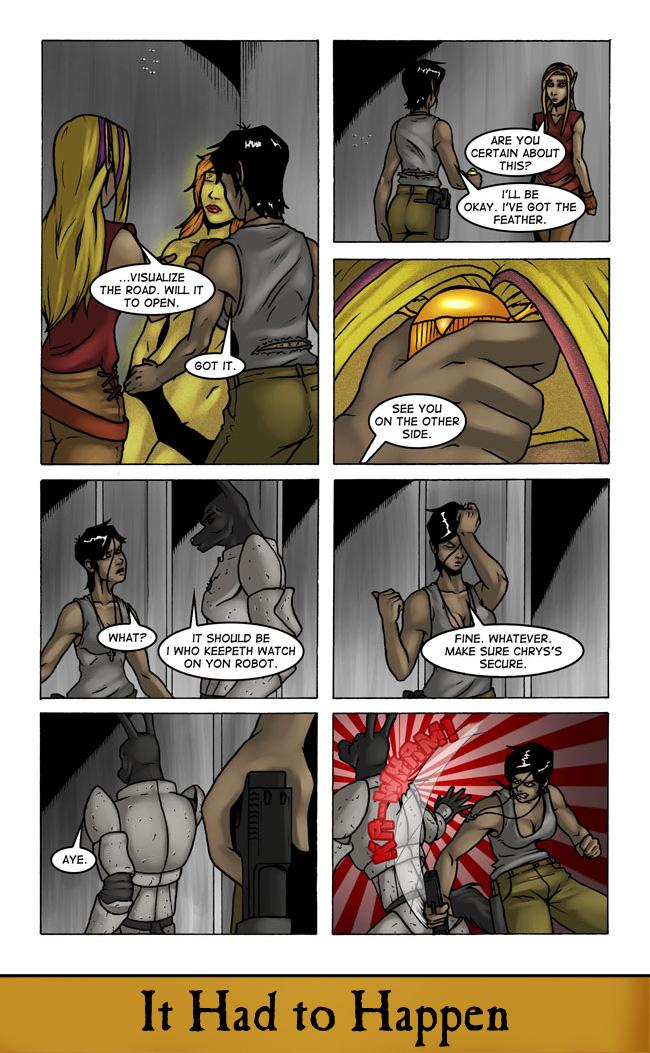 ...VISUALIZE
THE ROAD. WILL IT
TO OPEN.
GOT IT.
ARE YOU
CERTAIN ABOUT
THIS?
I'LL BE
OKAY. I'VE GOT THE
FEATHER.
SEE YOU
ON THE OTHER
SIDE.
WHAT?
IT SHOULD BE
I WHO KEEPETH WATCH
ON YON ROBOT.
FINE. WHATEVER.
MAKE SURE CHRYS'S
SECURE.
AYE.
KA-WHAM!
It Had to Happen